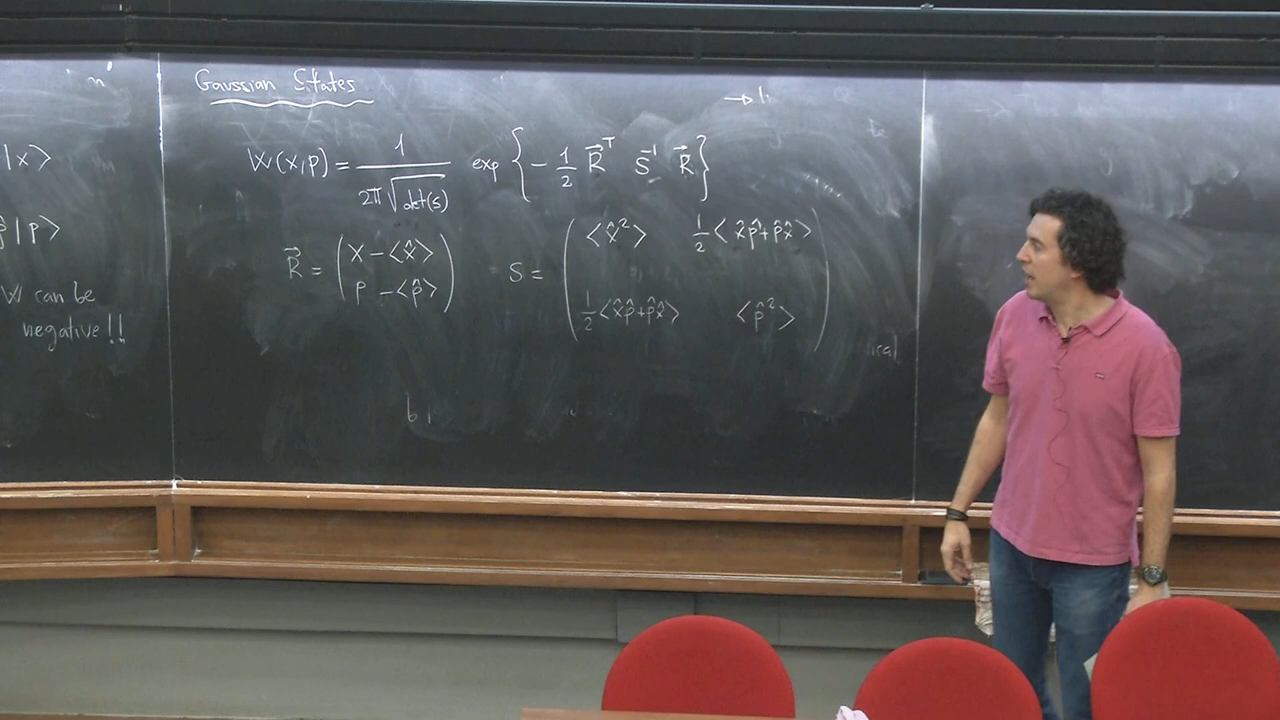 |x⟩
|p⟩
W can be
negative!!
Gaussian States
W(x,p) = 1 / 2π √det(s) exp { - 1/2 R⃗ᵀ S⁻¹ R⃗ }
R⃗ = ( x - ⟨x̂⟩
p - ⟨p̂⟩ )
S = ( ⟨x̂²⟩ 1/2 ⟨x̂p̂+p̂x̂⟩
1/2 ⟨x̂p̂+p̂x̂⟩ ⟨p̂²⟩ )